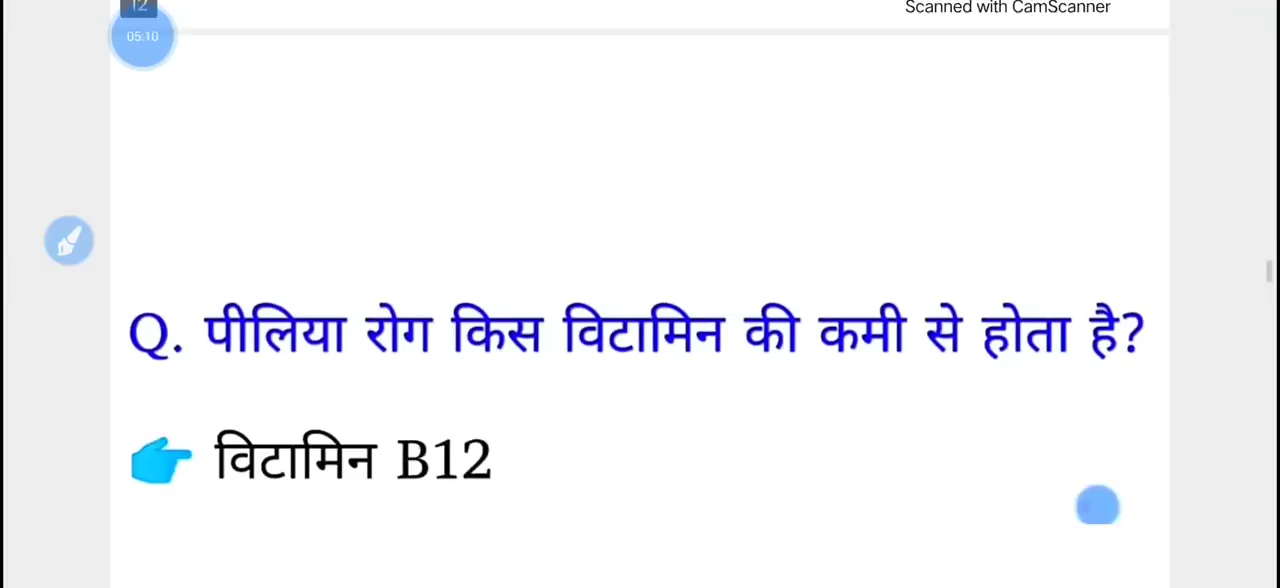 12
Scanned with CamScanner
05:10
Q. पीलिया रोग किस विटामिन की कमी से होता है?
विटामिन B12